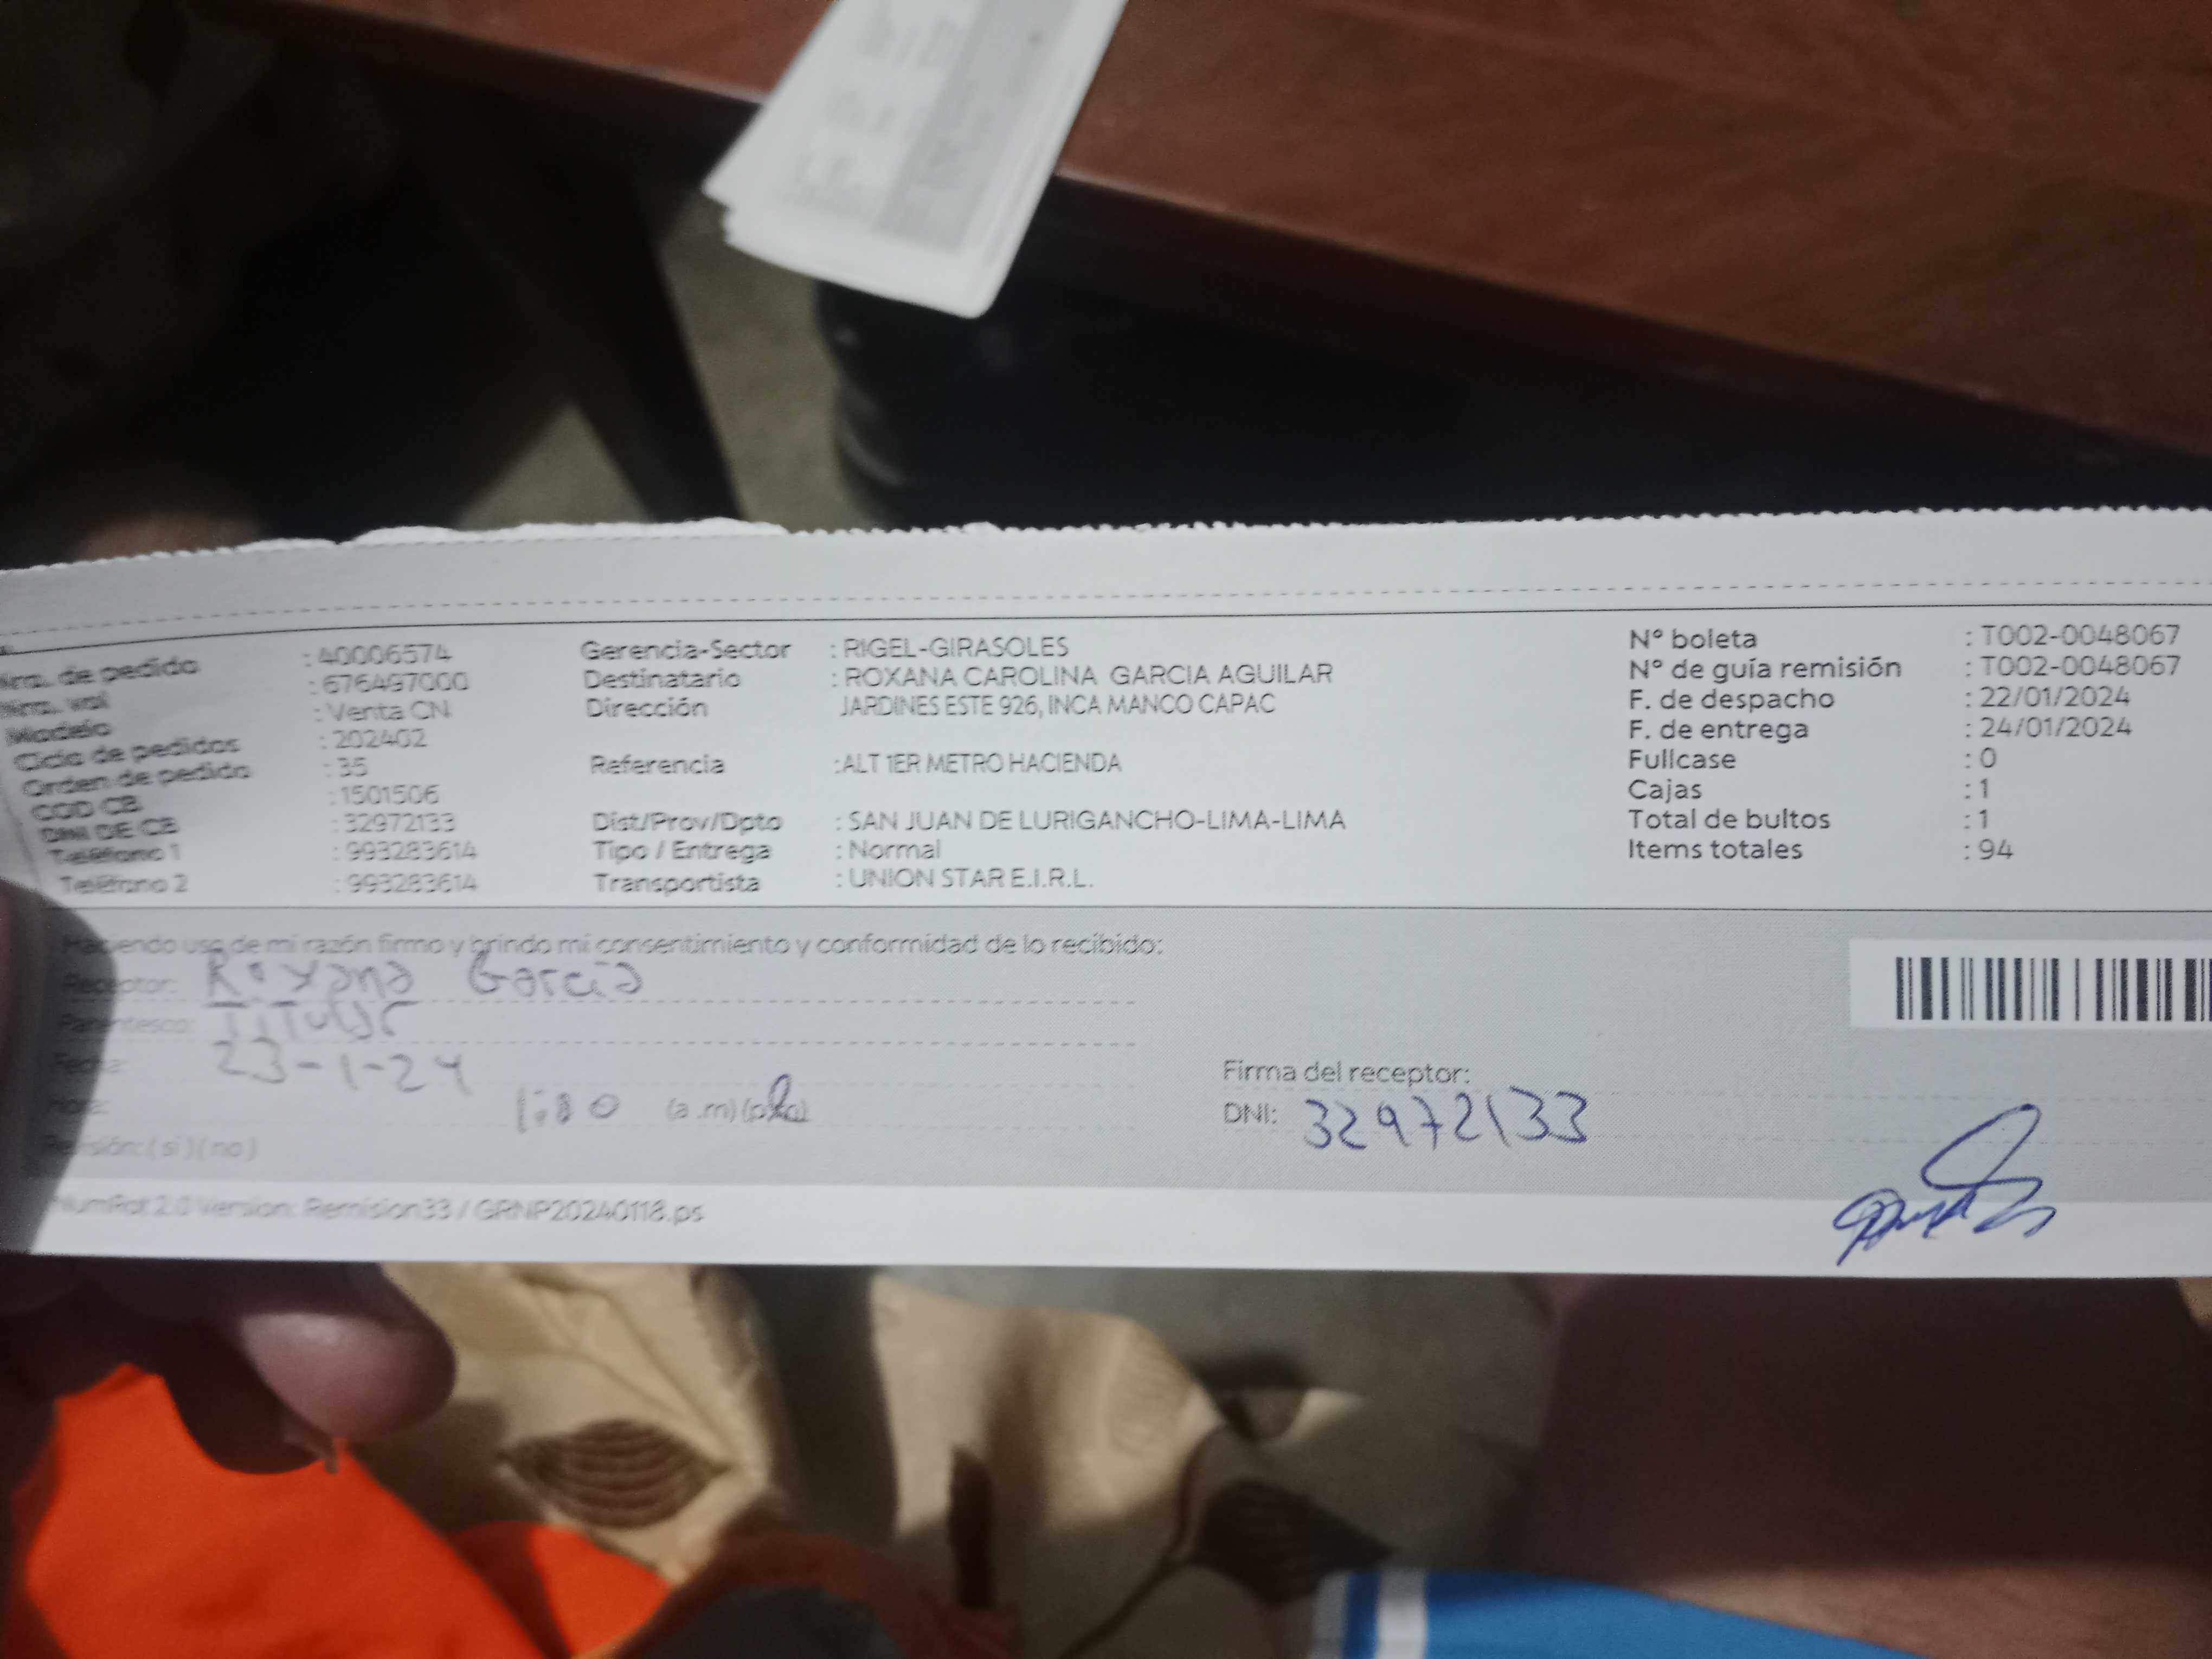 Nro. de pedido : 40006574
Nro. val : 676497000
Modelo : Venta CN
Ciclo de pedidos : 202402
Orden de pedido : 35
COD CB : 1501506
DNI DE CB : 32972133
Teléfono 1 : 993283614
Teléfono 2 : 993283614
Gerencia-Sector : RIGEL-GIRASOLES
Destinatario : ROXANA CAROLINA GARCIA AGUILAR
Dirección JARDINES ESTE 926, INCA MANCO CAPAC
Referencia :ALT 1ER METRO HACIENDA
Dist/Prov/Dpto : SAN JUAN DE LURIGANCHO-LIMA-LIMA
Tipo / Entrega : Normal
Transportista : UNION STAR E.I.R.L.
N° boleta : T002-0048067
N° de guía remisión : T002-0048067
F. de despacho : 22/01/2024
F. de entrega : 24/01/2024
Fullcase : 0
Cajas : 1
Total de bultos : 1
Items totales : 94
Haciendo uso de mi razón firmo y brindo mi consentimiento y conformidad de lo recibido:
Receptor: Roxana Garcia
Parentesco: Titular
Fecha: 23-1-24
hora: (a.m) (p.m)
Revisión: (si) (no)
Firma del receptor:
DNI: 32972133
NumRot 2.0 Version: Remision33 / GRNP20240118.ps